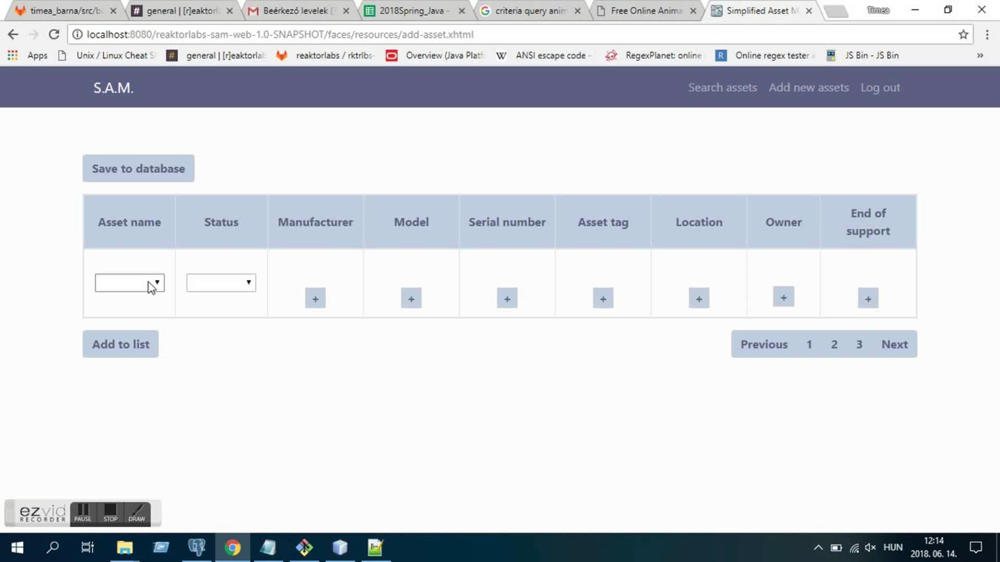 timea_barna/src/b
general | [r]eaktorl
Beérkező levelek (
2018Spring_Java -
criteria query anim
Free Online Anima
Simplified Asset M
Timea
localhost:8080/reaktorlabs-sam-web-1.0-SNAPSHOT/faces/resources/add-asset.xhtml
Apps
Unix / Linux Cheat S
general | [r]eaktorlab
reaktorlabs / rktrlbs-
Overview (Java Platf
W
ANSI escape code -
RegexPlanet: online
R
Online regex tester
JS Bin - JS Bin
»
S.A.M.
Search assets
Add new assets
Log out
Save to database
Asset name
Status
Manufacturer
Model
Serial number
Asset tag
Location
Owner
End of
support
+
+
+
+
+
+
+
Add to list
Previous 1 2 3 Next
ezvid
RECORDER
PAUSE
STOP
DRAW
HUN
12:14
2018. 06. 14.